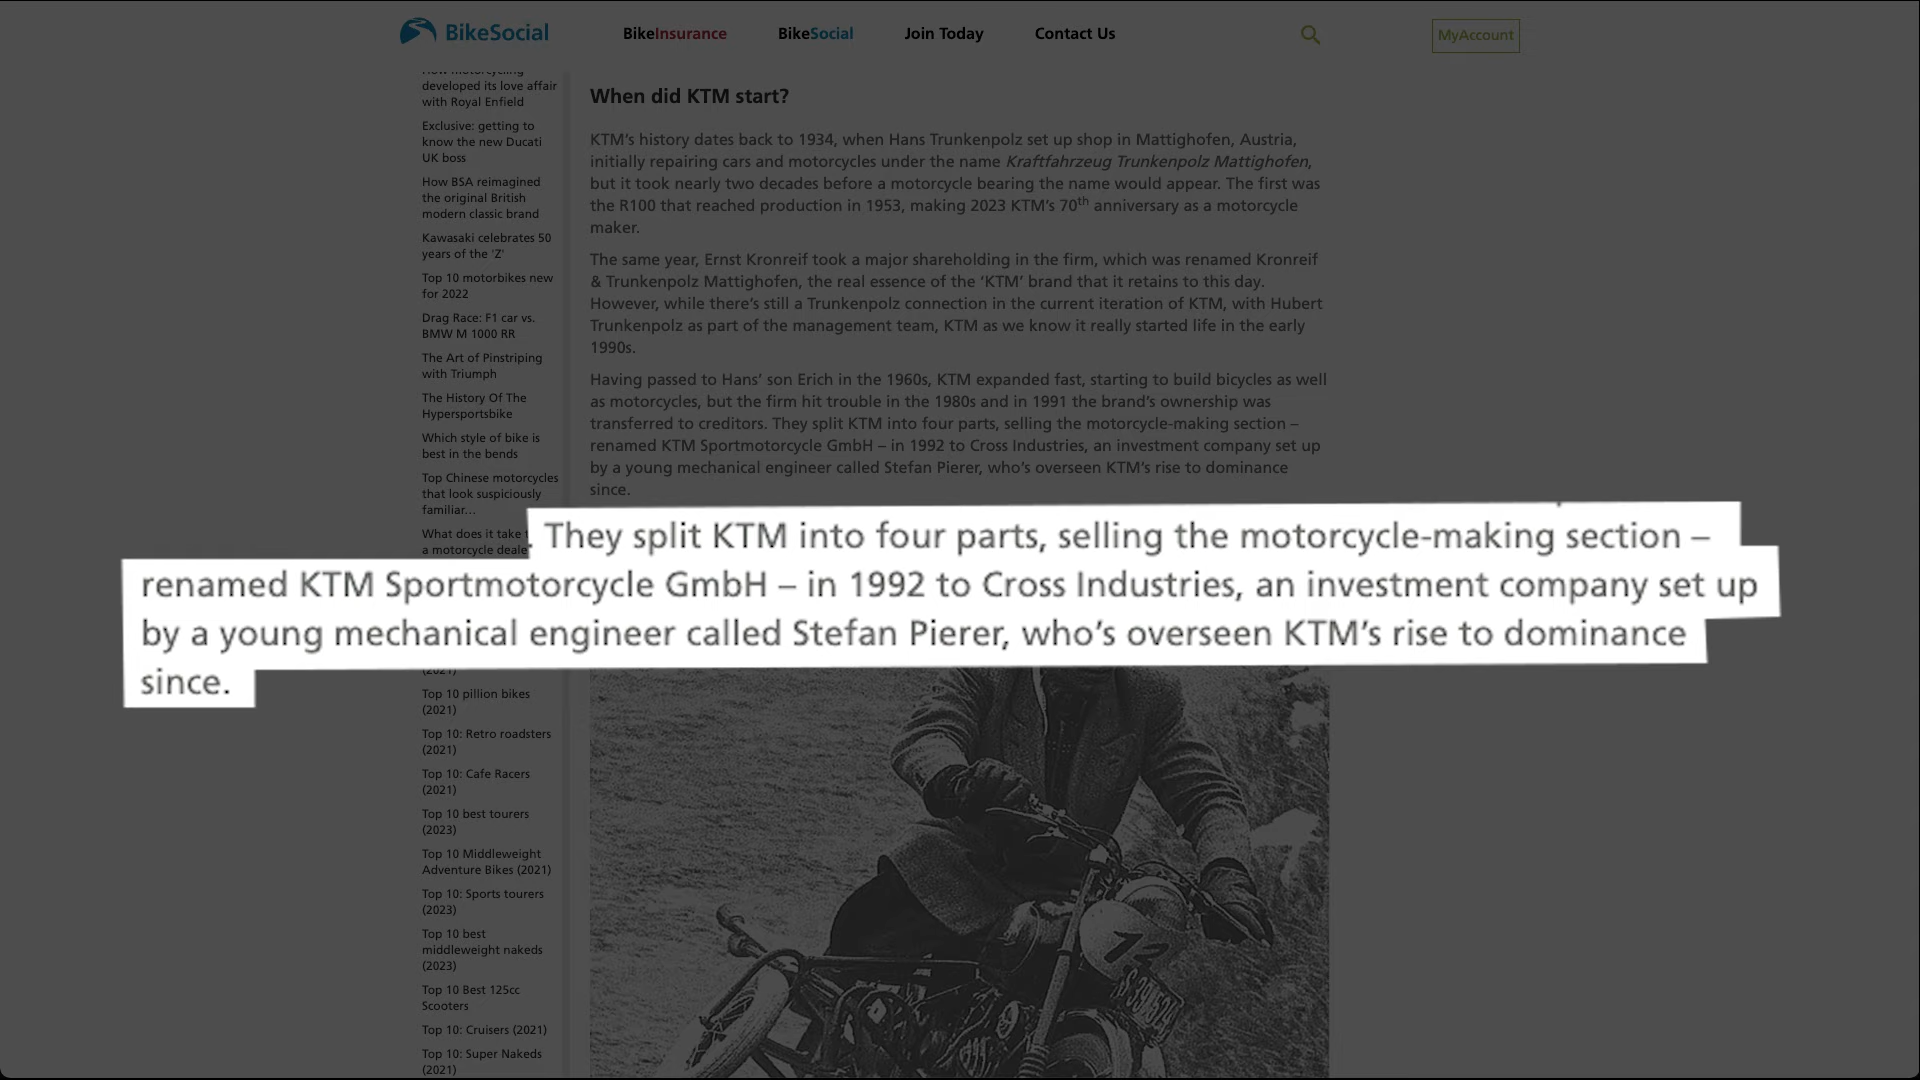 BikeSocial
BikeInsurance
BikeSocial
Join Today
Contact Us
MyAccount
How motorcycling
developed its love affair
with Royal Enfield
Exclusive: getting to
know the new Ducati
UK boss
How BSA reimagined
the original British
modern classic brand
Kawasaki celebrates 50
years of the 'Z'
Top 10 motorbikes new
for 2022
Drag Race: F1 car vs.
BMW M 1000 RR
The Art of Pinstriping
with Triumph
The History Of The
Hypersportsbike
Which style of bike is
best in the bends
Top Chinese motorcycles
that look suspiciously
familiar...
What does it take
a motorcycle deale
When did KTM start?
KTM's history dates back to 1934, when Hans Trunkenpolz set up shop in Mattighofen, Austria,
initially repairing cars and motorcycles under the name Kraftfahrzeug Trunkenpolz Mattighofen,
but it took nearly two decades before a motorcycle bearing the name would appear. The first was
the R100 that reached production in 1953, making 2023 KTM's 70th anniversary as a motorcycle
maker.
The same year, Ernst Kronreif took a major shareholding in the firm, which was renamed Kronreif
& Trunkenpolz Mattighofen, the real essence of the ‘KTM’ brand that it retains to this day.
However, while there's still a Trunkenpolz connection in the current iteration of KTM, with Hubert
Trunkenpolz as part of the management team, KTM as we know it really started life in the early
1990s.
Having passed to Hans’ son Erich in the 1960s, KTM expanded fast, starting to build bicycles as well
as motorcycles, but the firm hit trouble in the 1980s and in 1991 the brand's ownership was
transferred to creditors. They split KTM into four parts, selling the motorcycle-making section –
renamed KTM Sportmotorcycle GmbH – in 1992 to Cross Industries, an investment company set up
by a young mechanical engineer called Stefan Pierer, who's overseen KTM's rise to dominance
since.
. They split KTM into four parts, selling the motorcycle-making section –
renamed KTM Sportmotorcycle GmbH – in 1992 to Cross Industries, an investment company set up
by a young mechanical engineer called Stefan Pierer, who's overseen KTM's rise to dominance
since.
(2021)
Top 10 pillion bikes
(2021)
Top 10: Retro roadsters
(2021)
Top 10: Cafe Racers
(2021)
Top 10 best tourers
(2023)
Top 10 Middleweight
Adventure Bikes (2021)
Top 10: Sports tourers
(2023)
Top 10 best
middleweight nakeds
(2023)
Top 10 Best 125cc
Scooters
Top 10: Cruisers (2021)
Top 10: Super Nakeds
(2021)
12